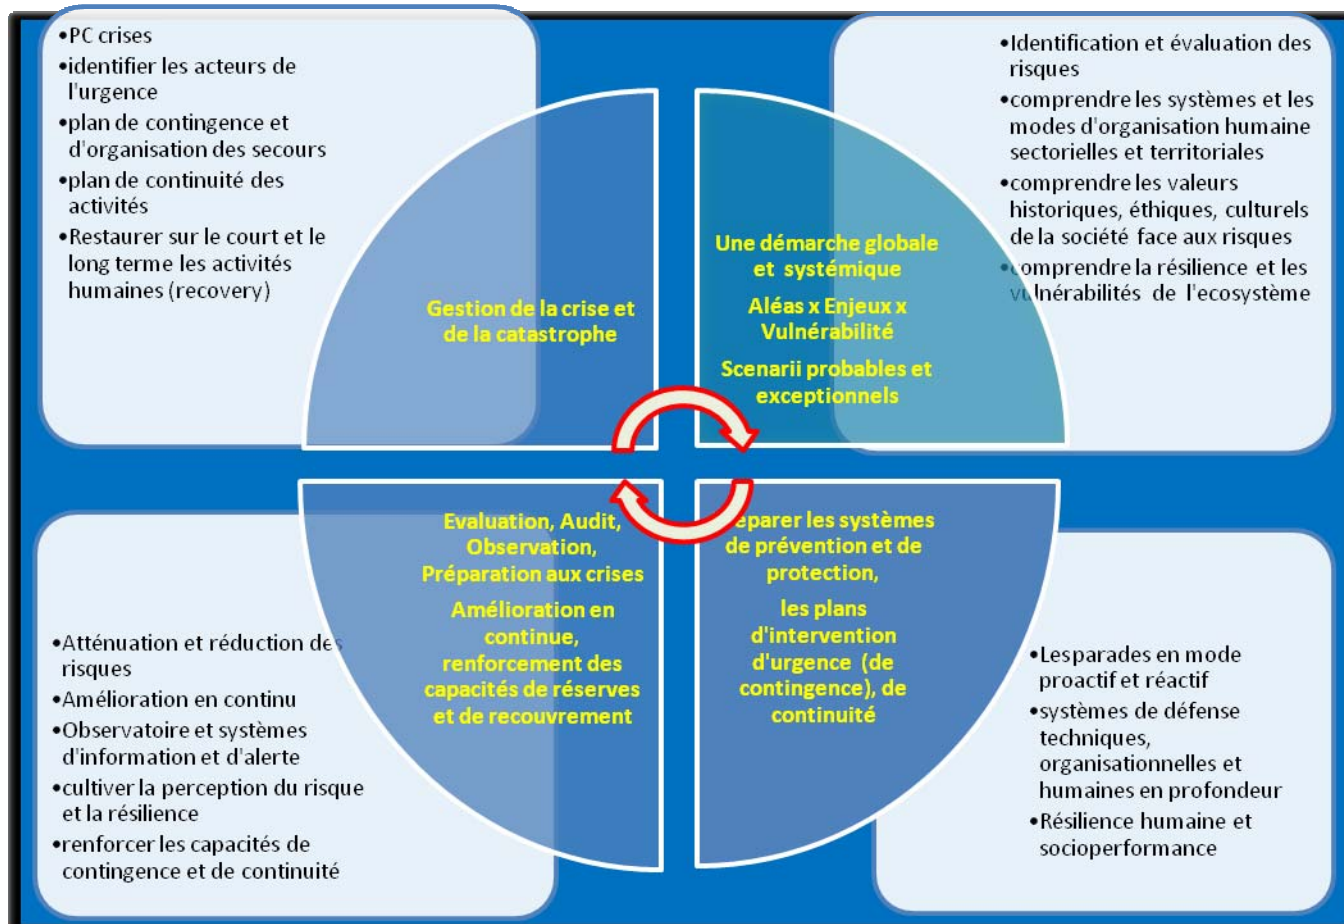 •PC crises
•identifier les acteurs de
l'urgence
•plan de contingence et
d'organisation des secours
•plan de continuité des
activités
•Restaurer sur le court et le
long terme les activités
humaines (recovery)
•Identification et évaluation des
risques
•comprendre les systèmes et les
modes d'organisation humaine
sectorielles et territoriales
•comprendre les valeurs
historiques, éthiques, culturels
de la société face aux risques
•comprendre la résilience et les
vulnérabilités de l'ecosystème
Gestion de la crise et
de la catastrophe
Une démarche globale
et systémique
Aléas x Enjeux x
Vulnérabilité
Scenarii probables et
exceptionnels
Evaluation, Audit,
Observation,
Préparation aux crises
Amélioration en
continue,
renforcement des
capacités de réserves
et de recouvrement
les systèmes
de prévention et de
protection,
les plans
d'intervention
d'urgence (de
contingence), de
continuité
•Atténuation et réduction des
risques
•Amélioration en continu
•Observatoire et systèmes
d'information et d'alerte
•cultiver la perception du risque
et la résilience
•renforcer les capacités de
contingence et de continuité
•Lesparades en mode
proactif et réactif
•systèmes de défense
techniques,
organisationnelles et
humaines en profondeur
•Résilience humaine et
socioperformance